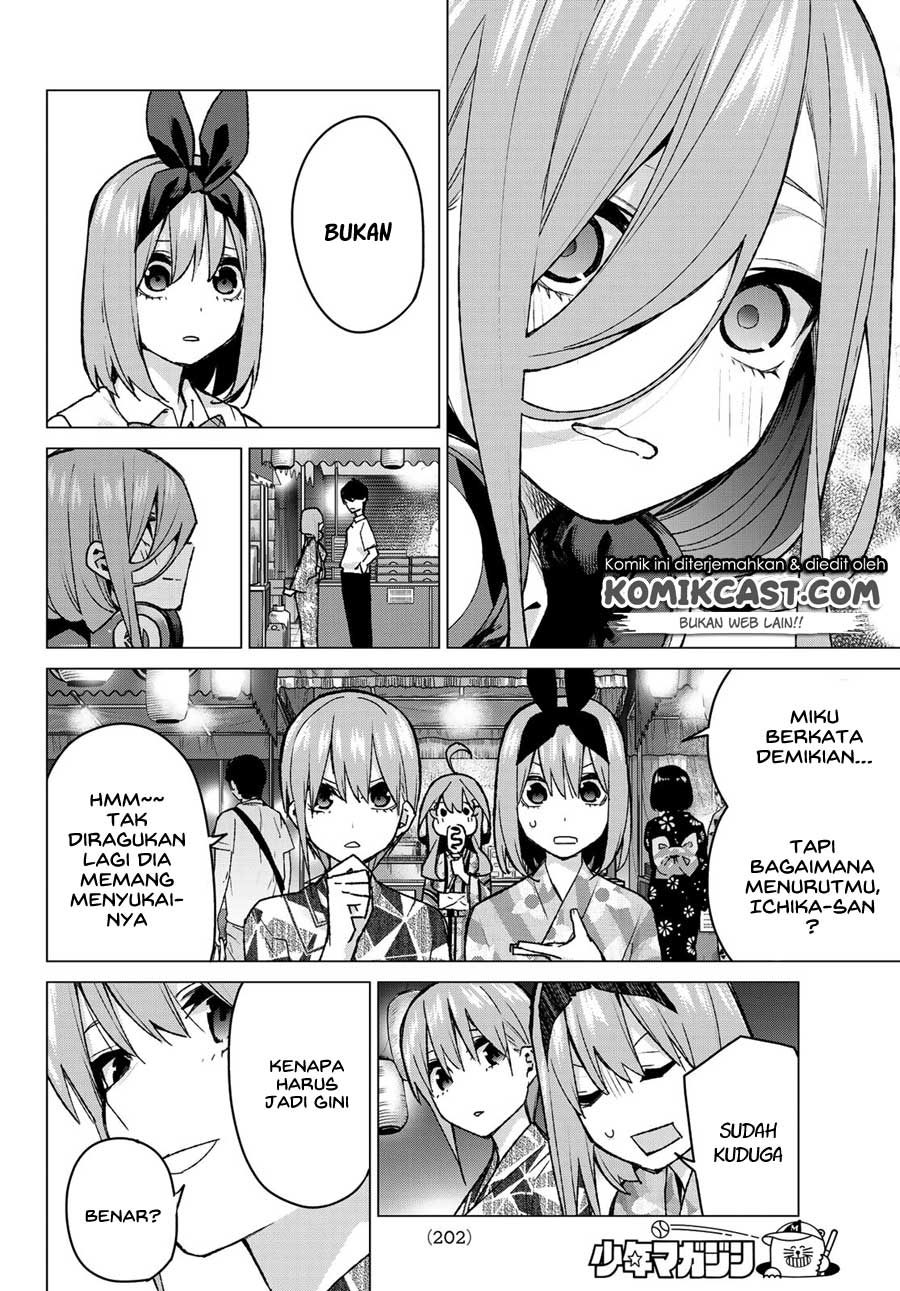 Komik ini diterjemahkan & diedit oleh
KOMIKCAST.COM
BUKAN WEB LAIN!!
BUKAN
MIKU
BERKATA
DEMIKIAN...
TAPI
BAGAIMANA
MENURUTMU,
ICHIKA-SAN
?
HMM~~
TAK
DIRAGUKAN
LAGI DIA
MEMANG
MENYUKAI-
NYA
SUDAH
KUDUGA
KENAPA
HARUS
JADI GINI
BENAR?
(202)
少年マガジン
M